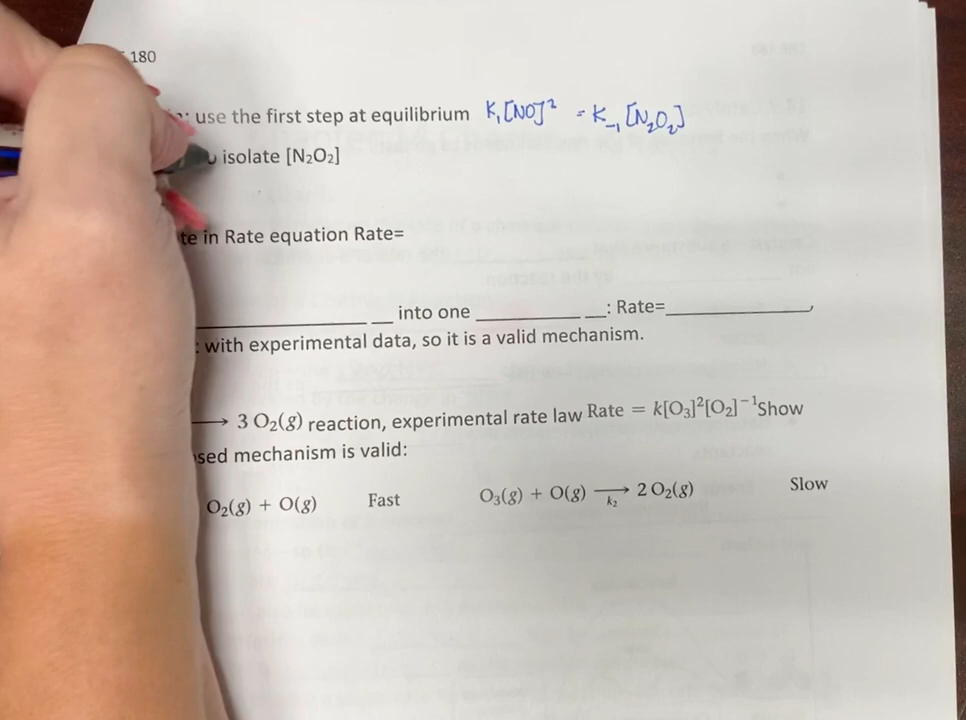 180
use the first step at equilibrium K₁[NO]² = K₋₁[N₂O₂]
isolate [N₂O₂]
in Rate equation Rate=
into one : Rate=
with experimental data, so it is a valid mechanism.
⟶ 3 O₂(g) reaction, experimental rate law Rate = k[O₃]²[O₂]⁻¹Show
mechanism is valid:
O₂(g) + O(g) Fast O₃(g) + O(g) ⟶ k₂ 2 O₂(g) Slow